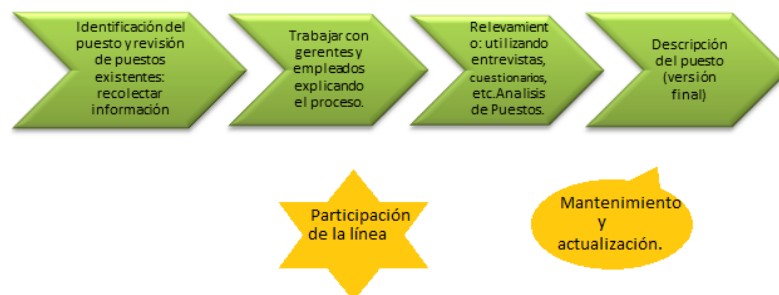 Identificación del
puesto y revisión
de puestos
existentes:
recolectar
información
Trabajar con
gerentes y
empleados
explicando
el proceso.
Relevamient
o: utilizando
entrevistas,
cuestionarios,
etc.Analisis
de Puestos.
Descripción
del puesto
(versión
final)
Participación
de la línea
Mantenimiento
y
actualización.